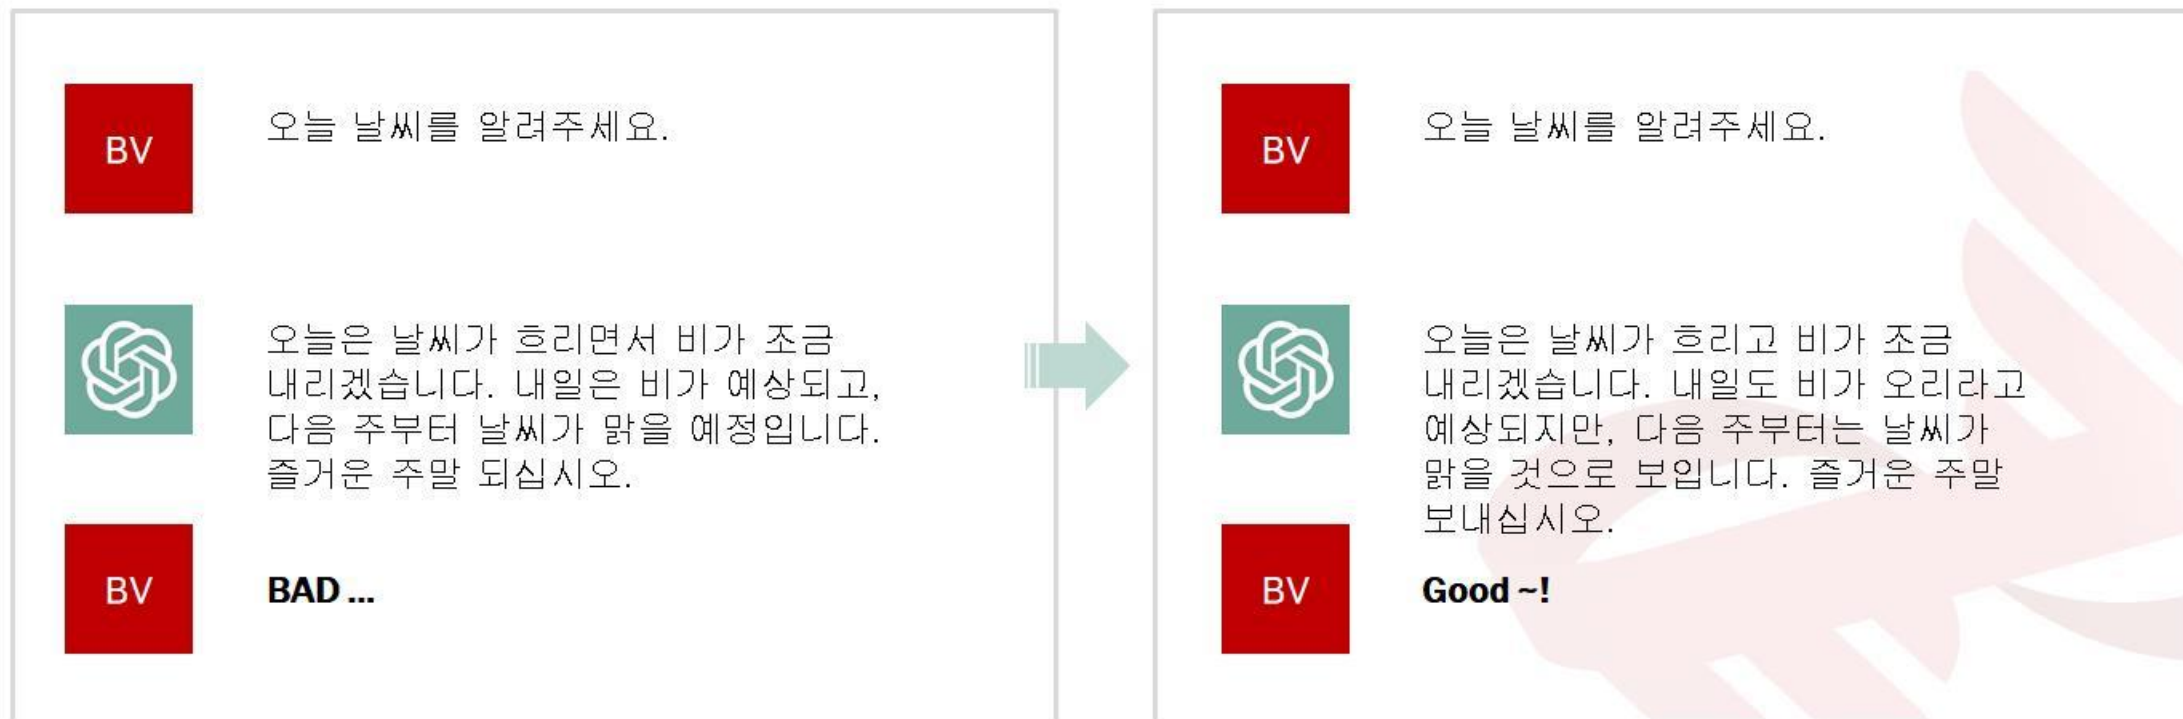 BV
오늘 날씨를 알려주세요.
오늘은 날씨가 흐리면서 비가 조금
내리겠습니다. 내일은 비가 예상되고,
다음 주부터 날씨가 맑을 예정입니다.
즐거운 주말 되십시오.
BV
BAD ...
BV
오늘 날씨를 알려주세요.
오늘은 날씨가 흐리고 비가 조금
내리겠습니다. 내일도 비가 오리라고
예상되지만, 다음 주부터는 날씨가
맑을 것으로 보입니다. 즐거운 주말
보내십시오.
BV
Good ~!